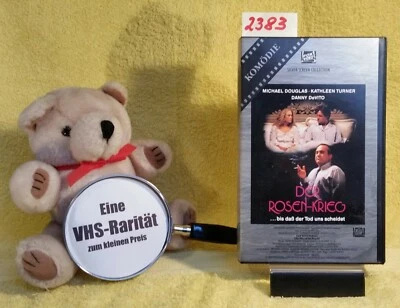 2383
KOMÖDIE
MICHAEL DOUGLAS · KATHLEEN TURNER
DANNY DeVITO
DER
ROSEN-KRIEG
...bis daß der Tod uns scheidet
Eine
VHS-Rarität
zum kleinen Preis